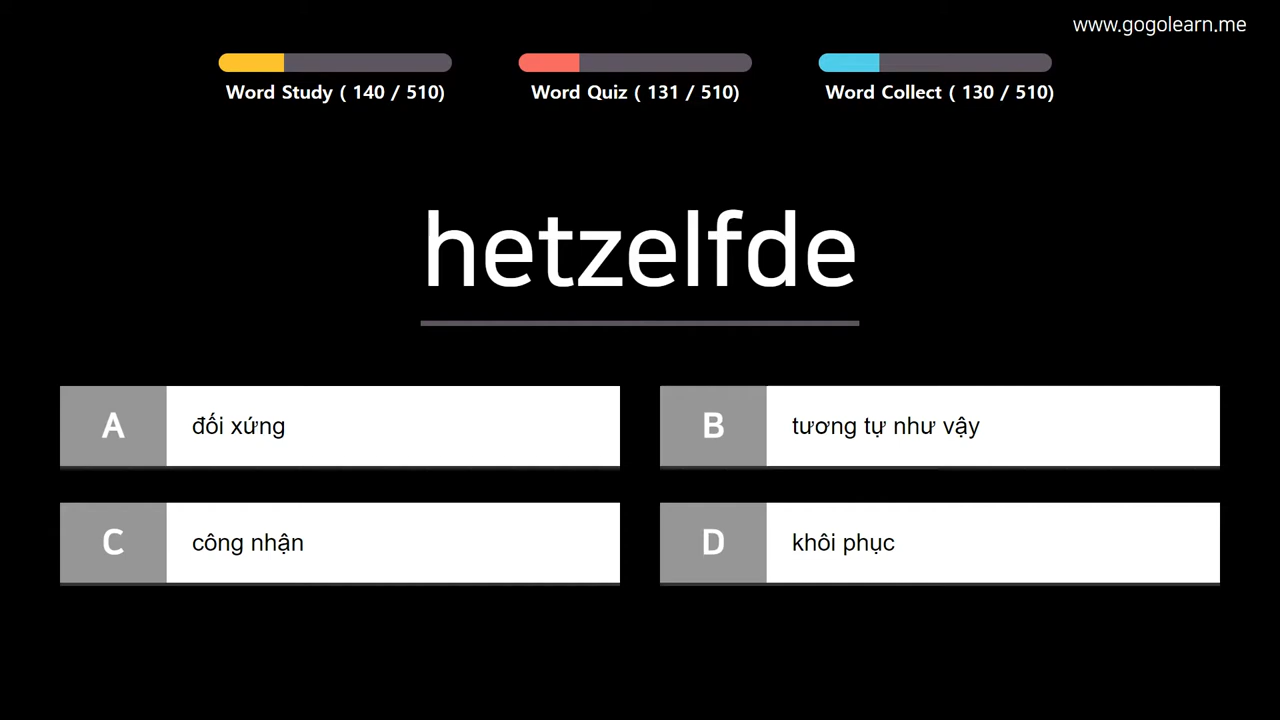 www.gogolearn.me
Word Study ( 140 / 510)
Word Quiz ( 131 / 510)
Word Collect ( 130 / 510)
hetzelfde
A đối xứng
B tương tự như vậy
C công nhận
D khôi phục